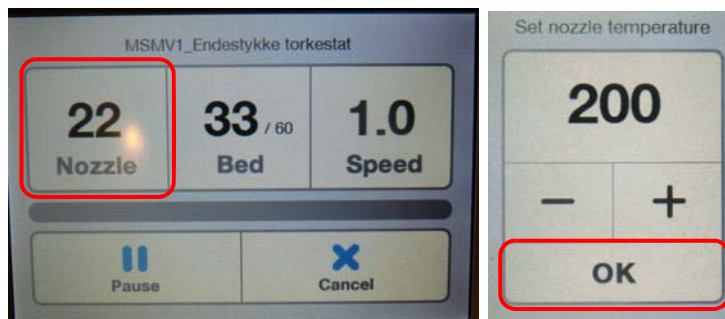 MSMV1_Endestykke torkestat
22
Nozzle
33 / 60
Bed
1.0
Speed
Pause
Cancel
Set nozzle temperature
200
− +
OK